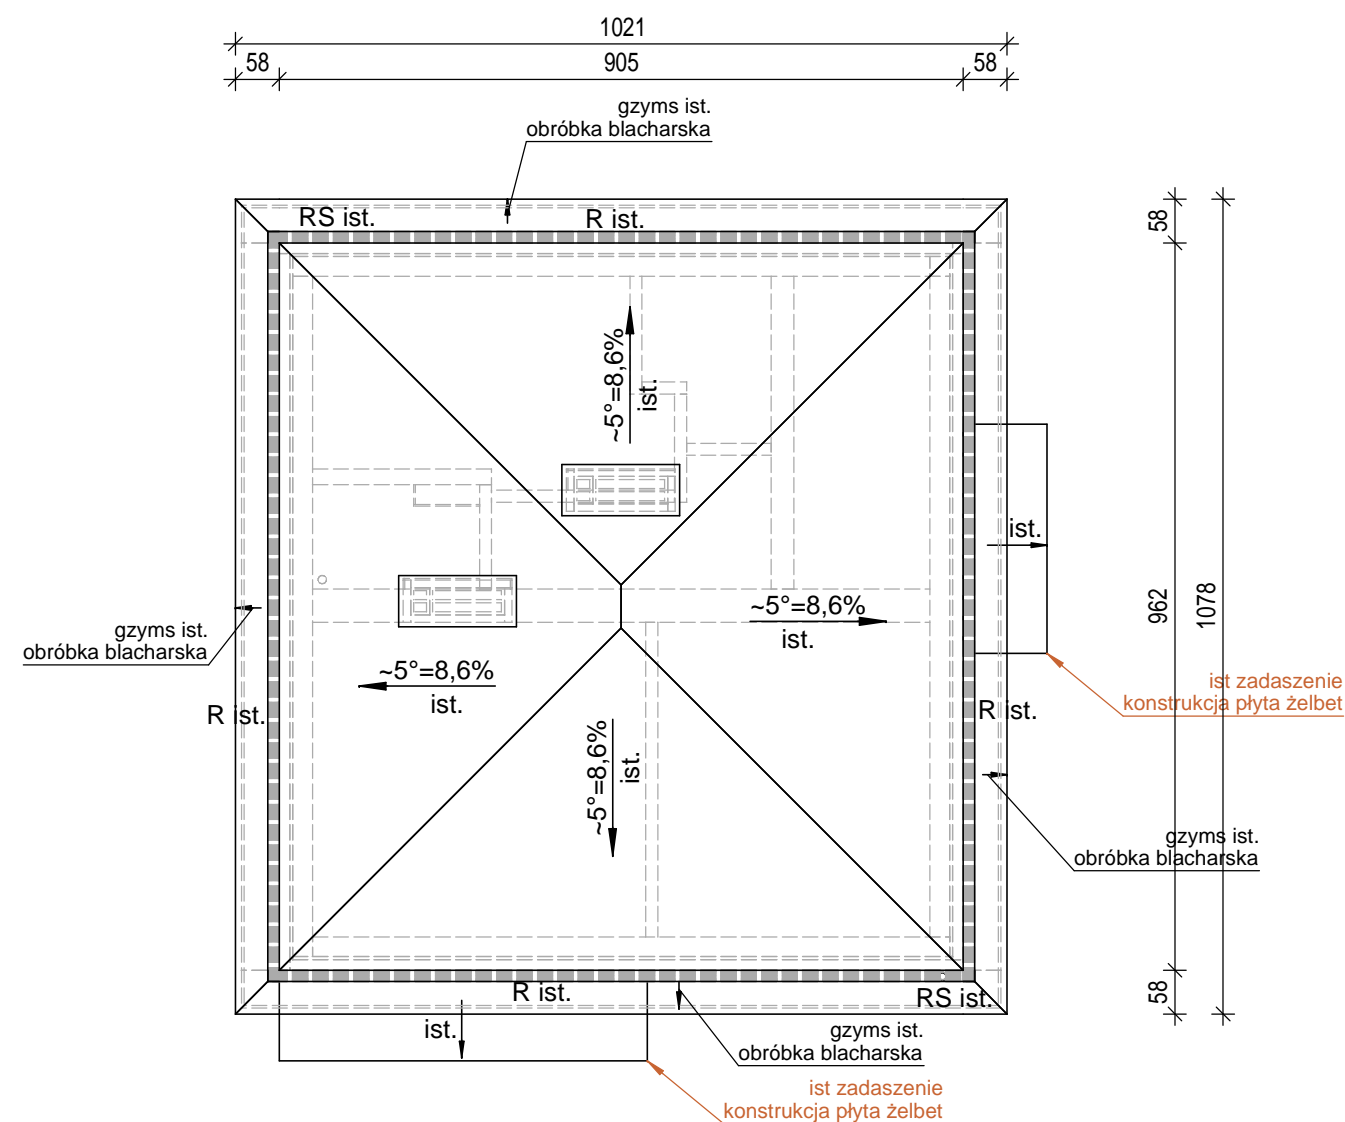 1021
58
905
58
gzyms ist.
obróbka blacharska
RS ist.
R ist.
58
~5°=8,6%
ist.
ist.
~5°=8,6%
ist.
962
1078
gzyms ist.
obróbka blacharska
~5°=8,6%
ist.
ist zadaszenie
konstrukcja płyta żelbet
R ist.
R ist.
~5°=8,6%
ist.
gzyms ist.
obróbka blacharska
R ist.
RS ist.
58
ist.
gzyms ist.
obróbka blacharska
ist zadaszenie
konstrukcja płyta żelbet